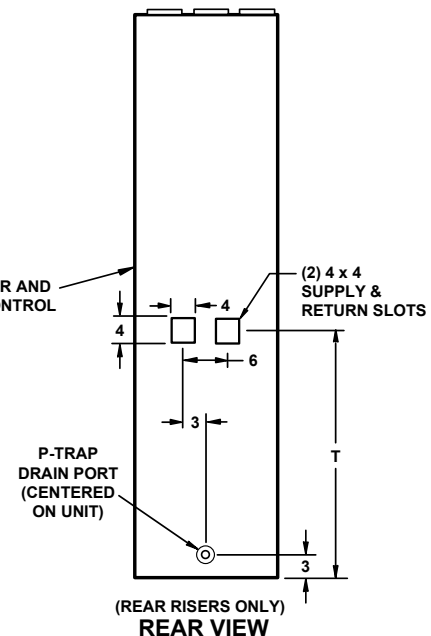 (2) 4 x 4
SUPPLY &
RETURN SLOTS
AND
4
4
6
3
T
P-TRAP
DRAIN PORT
(CENTERED
ON UNIT)
3
(REAR RISERS ONLY)
REAR VIEW